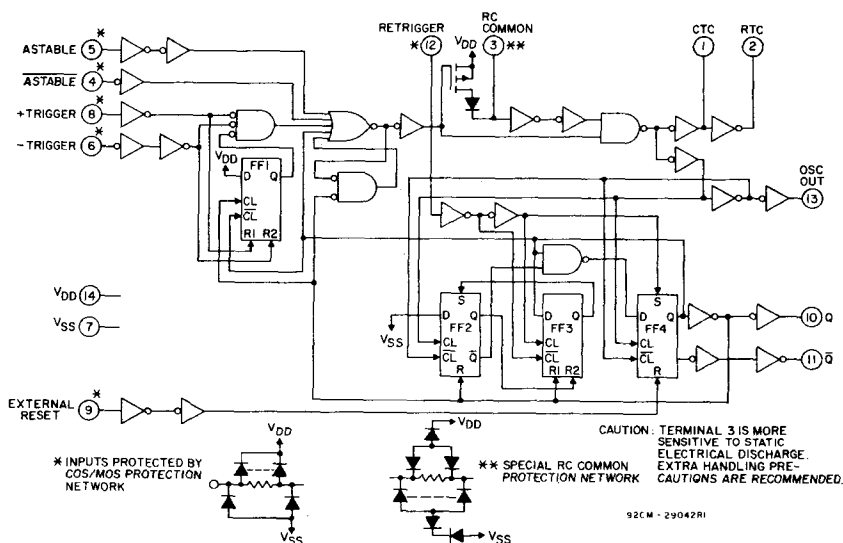 ASTABLE 5 *
ASTABLE 4 *
+TRIGGER 8 *
-TRIGGER 6 *
RETRIGGER
* 12
RC
COMMON
3 **
VDD
CTC
1
RTC
2
VDD
FF1
D Q
CL
CL
R1 R2
OSC
OUT
13
VDD 14
VSS 7
S
D Q
FF2
CL
CL Q
R
VSS
D Q
FF3
CL
CL
R1 R2
S
D Q
FF4
CL
CL
R
10 Q
11 Q
EXTERNAL
RESET 9 *
* INPUTS PROTECTED BY
COS/MOS PROTECTION
NETWORK
VDD
VSS
VDD
** SPECIAL RC COMMON
PROTECTION NETWORK
VSS
CAUTION: TERMINAL 3 IS MORE
SENSITIVE TO STATIC
ELECTRICAL DISCHARGE.
EXTRA HANDLING PRE-
CAUTIONS ARE RECOMMENDED.
92CM-29042R1